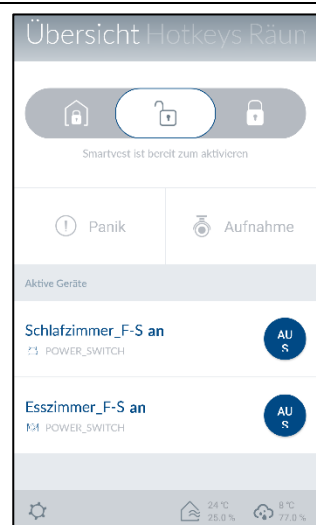 Übersicht Hotkeys Räun
Smartvest ist bereit zum aktivieren
Panik
Aufnahme
Aktive Geräte
Schlafzimmer_F-S an
POWER_SWITCH
AU
S
Esszimmer_F-S an
POWER_SWITCH
AU
S
24 °C
25.0 %
8 °C
77.0 %